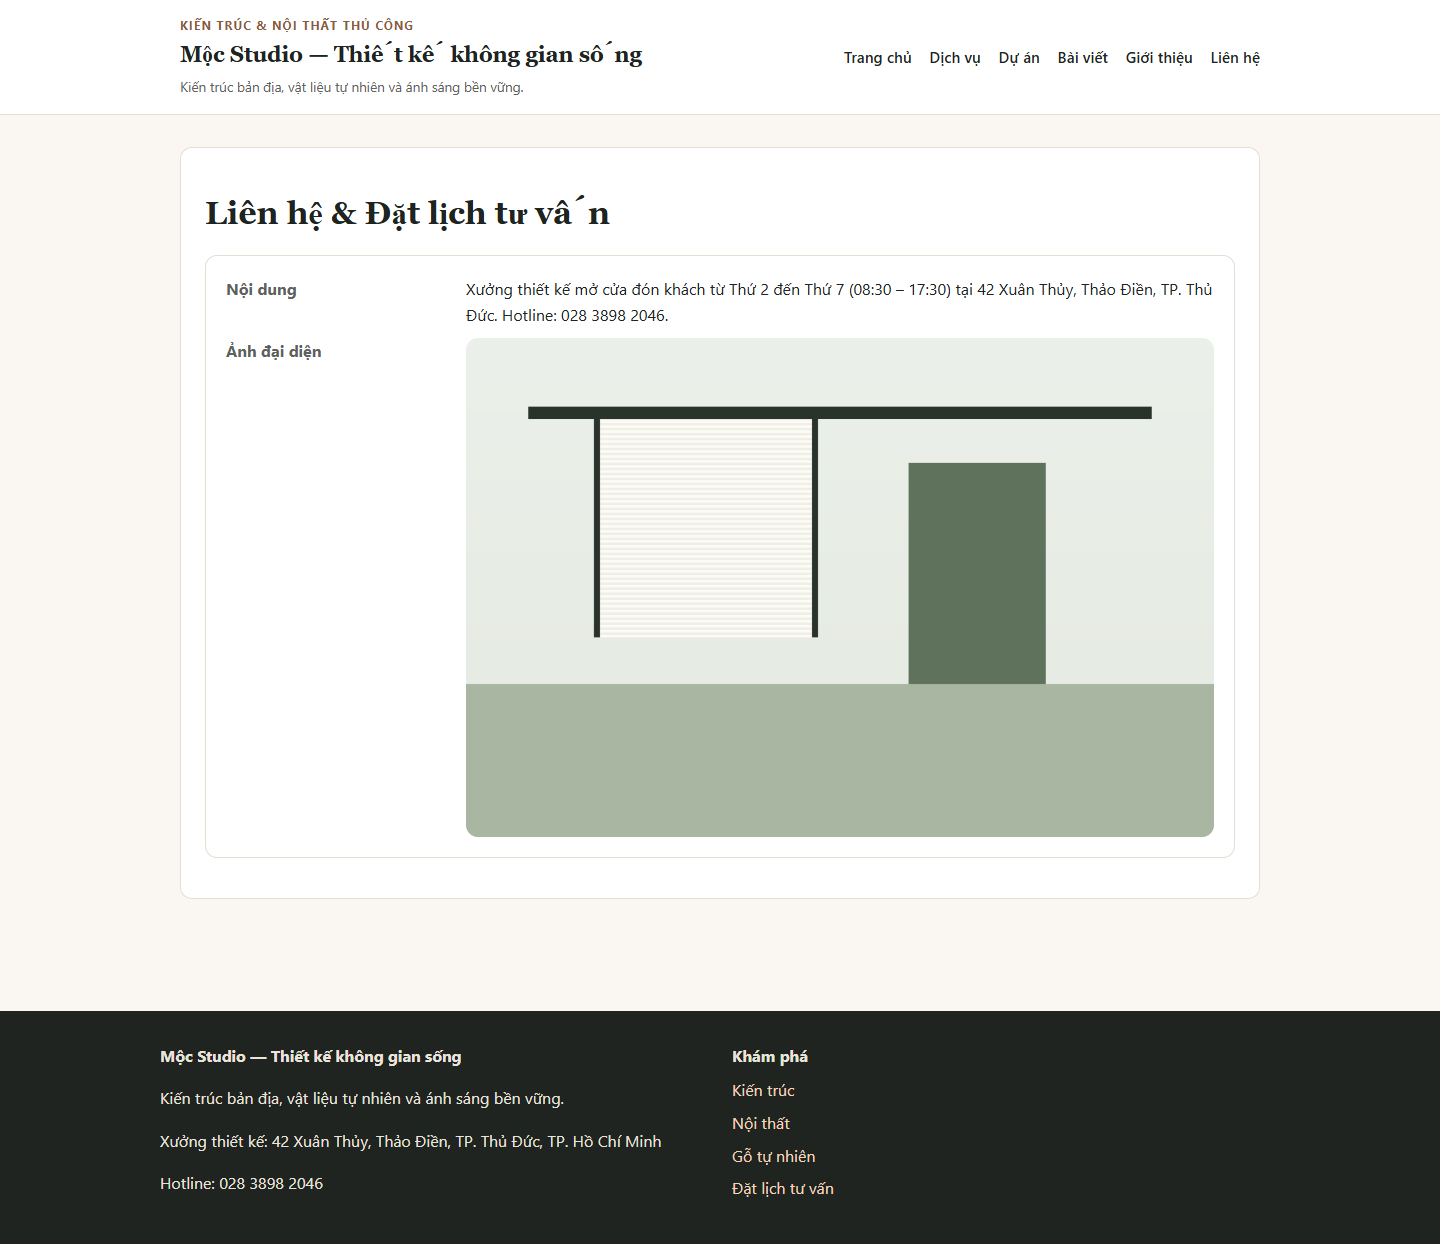 KIẾN TRÚC & NỘI THẤT THỦ CÔNG
Mộc Studio — Thiết kế không gian sống
Kiến trúc bản địa, vật liệu tự nhiên và ánh sáng bền vững.
Trang chủ
Dịch vụ
Dự án
Bài viết
Giới thiệu
Liên hệ
Liên hệ & Đặt lịch tư vấn
Nội dung
Xưởng thiết kế mở cửa đón khách từ Thứ 2 đến Thứ 7 (08:30 – 17:30) tại 42 Xuân Thủy, Thảo Điền, TP. Thủ
Đức. Hotline: 028 3898 2046.
Ảnh đại diện
Mộc Studio — Thiết kế không gian sống
Kiến trúc bản địa, vật liệu tự nhiên và ánh sáng bền vững.
Xưởng thiết kế: 42 Xuân Thủy, Thảo Điền, TP. Thủ Đức, TP. Hồ Chí Minh
Hotline: 028 3898 2046
Khám phá
Kiến trúc
Nội thất
Gỗ tự nhiên
Đặt lịch tư vấn